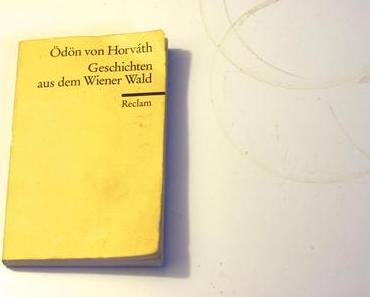 Ödön von Horváth
Geschichten
aus dem Wiener Wald
Reclam